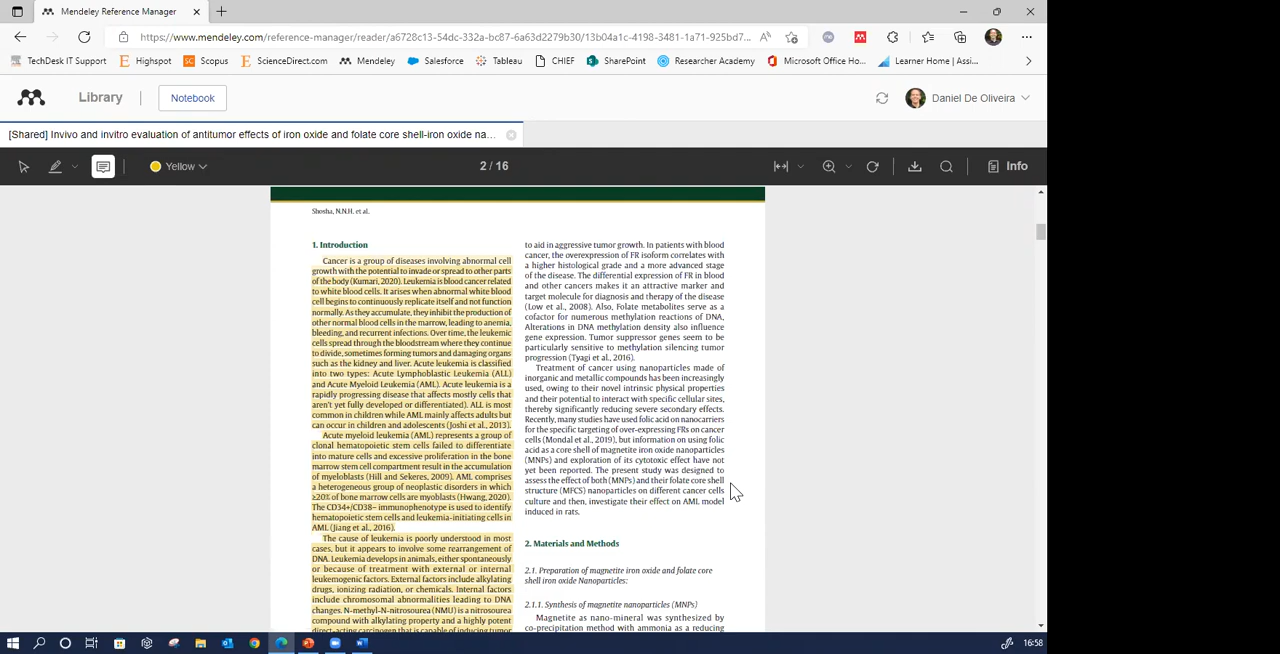 Mendeley Reference Manager
https://www.mendeley.com/reference-manager/reader/a6728c13-54dc-332a-bc87-6a63d2279b30/13b04a1c-4198-3481-1a71-925bd7...
TechDesk IT Support
Highspot
Scopus
ScienceDirect.com
Mendeley
Salesforce
Tableau
CHIEF
SharePoint
Researcher Academy
Microsoft Office Ho...
Learner Home | Assi...
Library
Notebook
Daniel De Oliveira
[Shared] Invivo and invitro evaluation of antitumor effects of iron oxide and folate core shell-iron oxide na...
Yellow
2 / 16
Info
Shosha, N.N.H. et al.
1. Introduction
Cancer is a group of diseases involving abnormal cell
growth with the potential to invade or spread to other parts
of the body (Kumari, 2020). Leukemia is blood cancer related
to white blood cells. It arises when abnormal white blood
cell begins to continuously replicate itself and not function
normally. As they accumulate, they inhibit the production of
other normal blood cells in the marrow, leading to anemia,
bleeding, and recurrent infections. Over time, the leukemic
cells spread through the bloodstream where they continue
to divide, sometimes forming tumors and damaging organs
such as the kidney and liver. Acute leukemia is classified
into two types: Acute Lymphoblastic Leukemia (ALL)
and Acute Myeloid Leukemia (AML). Acute leukemia is a
rapidly progressing disease that affects mostly cells that
aren't yet fully developed or differentiated). ALL is most
common in children while AML mainly affects adults but
can occur in children and adolescents (Joshi et al., 2013).
Acute myeloid leukemia (AML) represents a group of
clonal hematopoietic stem cells failed to differentiate
into mature cells and excessive proliferation in the bone
marrow stem cell compartment result in the accumulation
of myeloblasts (Hill and Sekeres, 2009). AML comprises
a heterogeneous group of neoplastic disorders in which
≥20% of bone marrow cells are myoblasts (Hwang, 2020).
The CD34+/CD38− immunophenotype is used to identify
hematopoietic stem cells and leukemia-initiating cells in
AML (Jiang et al., 2016).
The cause of leukemia is poorly understood in most
cases, but it appears to involve some rearrangement of
DNA. Leukemia develops in animals, either spontaneously
or because of treatment with external or internal
leukemogenic factors. External factors include alkylating
drugs, ionizing radiation, or chemicals. Internal factors
include chromosomal abnormalities leading to DNA
changes. N-methyl-N-nitrosourea (NMU) is a nitrosourea
compound with alkylating property and a highly potent
direct-acting carcinogen that is capable of inducing tumor
to aid in aggressive tumor growth. In patients with blood
cancer, the overexpression of FR isoform correlates with
a higher histological grade and a more advanced stage
of the disease. The differential expression of FR in blood
and other cancers makes it an attractive marker and
target molecule for diagnosis and therapy of the disease
(Low et al., 2008). Also, Folate metabolites serve as a
cofactor for numerous methylation reactions of DNA,
Alterations in DNA methylation density also influence
gene expression. Tumor suppressor genes seem to be
particularly sensitive to methylation silencing tumor
progression (Tyagi et al., 2016).
Treatment of cancer using nanoparticles made of
inorganic and metallic compounds has been increasingly
used, owing to their novel intrinsic physical properties
and their potential to interact with specific cellular sites,
thereby significantly reducing severe secondary effects.
Recently, many studies have used folic acid on nanocarriers
for the specific targeting of over-expressing FRs on cancer
cells (Mondal et al., 2019), but information on using folic
acid as a core shell of magnetite iron oxide nanoparticles
(MNPs) and exploration of its cytotoxic effect have not
yet been reported. The present study was designed to
assess the effect of both (MNPs) and their folate core shell
structure (MFCS) nanoparticles on different cancer cells
culture and then, investigate their effect on AML model
induced in rats.
2. Materials and Methods
2.1. Preparation of magnetite iron oxide and folate core
shell iron oxide Nanoparticles:
2.1.1. Synthesis of magnetite nanoparticles (MNPs)
Magnetite as nano-mineral was synthesized by
co-precipitation method with ammonia as a reducing
16:58